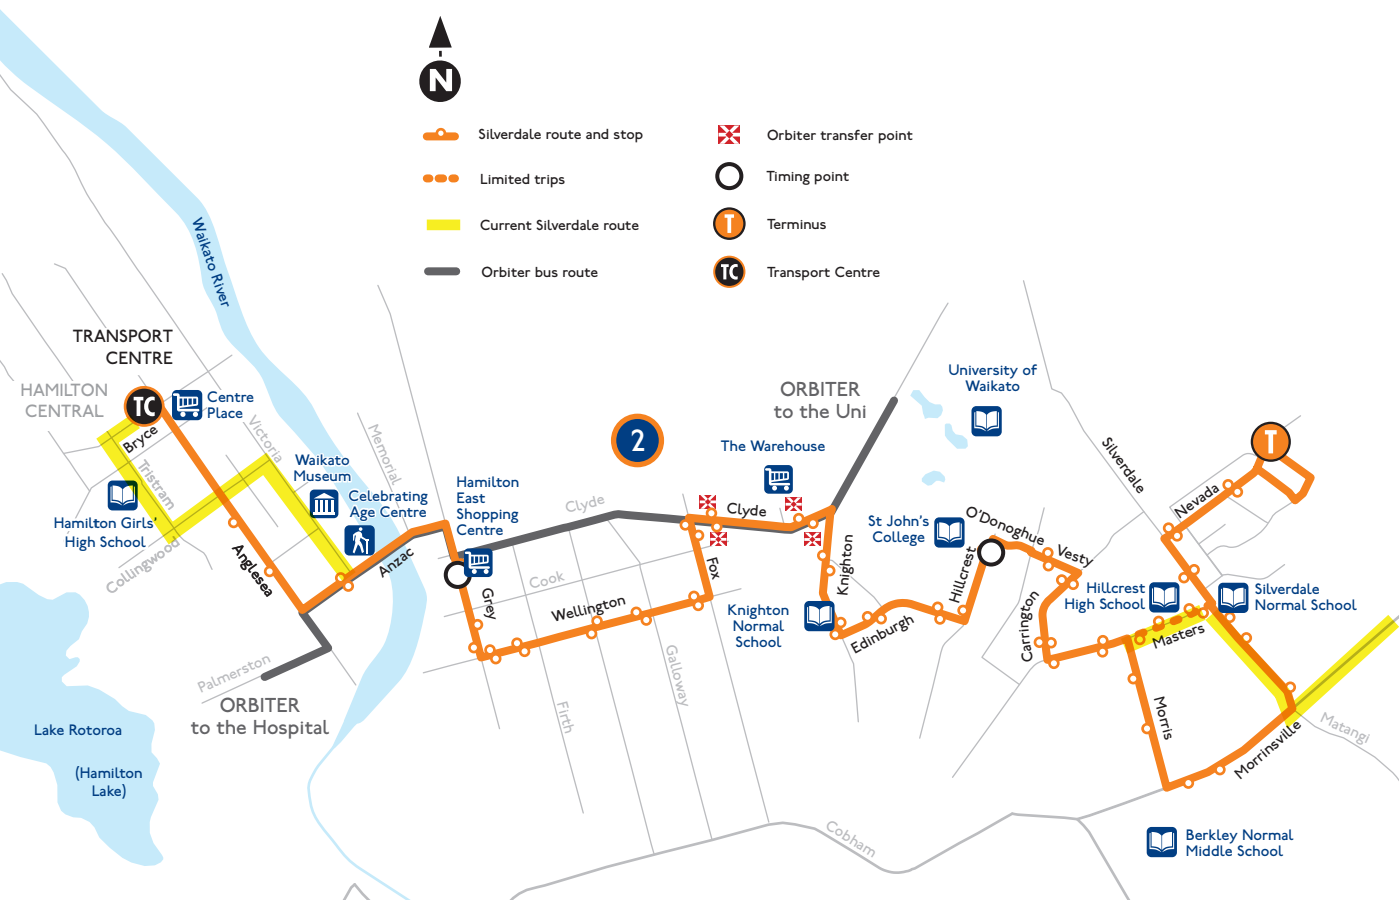 N
Silverdale route and stop
Limited trips
Current Silverdale route
Orbiter bus route
Orbiter transfer point
Timing point
T
Terminus
TC
Transport Centre
Waikato River
TRANSPORT
CENTRE
HAMILTON
CENTRAL
TC
Centre
Place
Bryce
Tristram
Victoria
Hamilton Girls'
High School
Collingwood
Anglesea
Waikato
Museum
Celebrating
Age Centre
Memorial
Anzac
Palmerston
ORBITER
to the Hospital
Lake Rotoroa
(Hamilton
Lake)
Hamilton
East
Shopping
Centre
Grey
Clyde
Cook
Wellington
Firth
Galloway
Fox
2
ORBITER
to the Uni
The Warehouse
Clyde
Knighton
Knighton
Normal
School
Edinburgh
Cobham
University of
Waikato
St John's
College
Hillcrest
O'Donoghue
Vesty
Carrington
Hillcrest
High School
Masters
Morris
Morrinsville
Matangi
Silverdale
Nevada
T
Silverdale
Normal School
Berkley Normal
Middle School